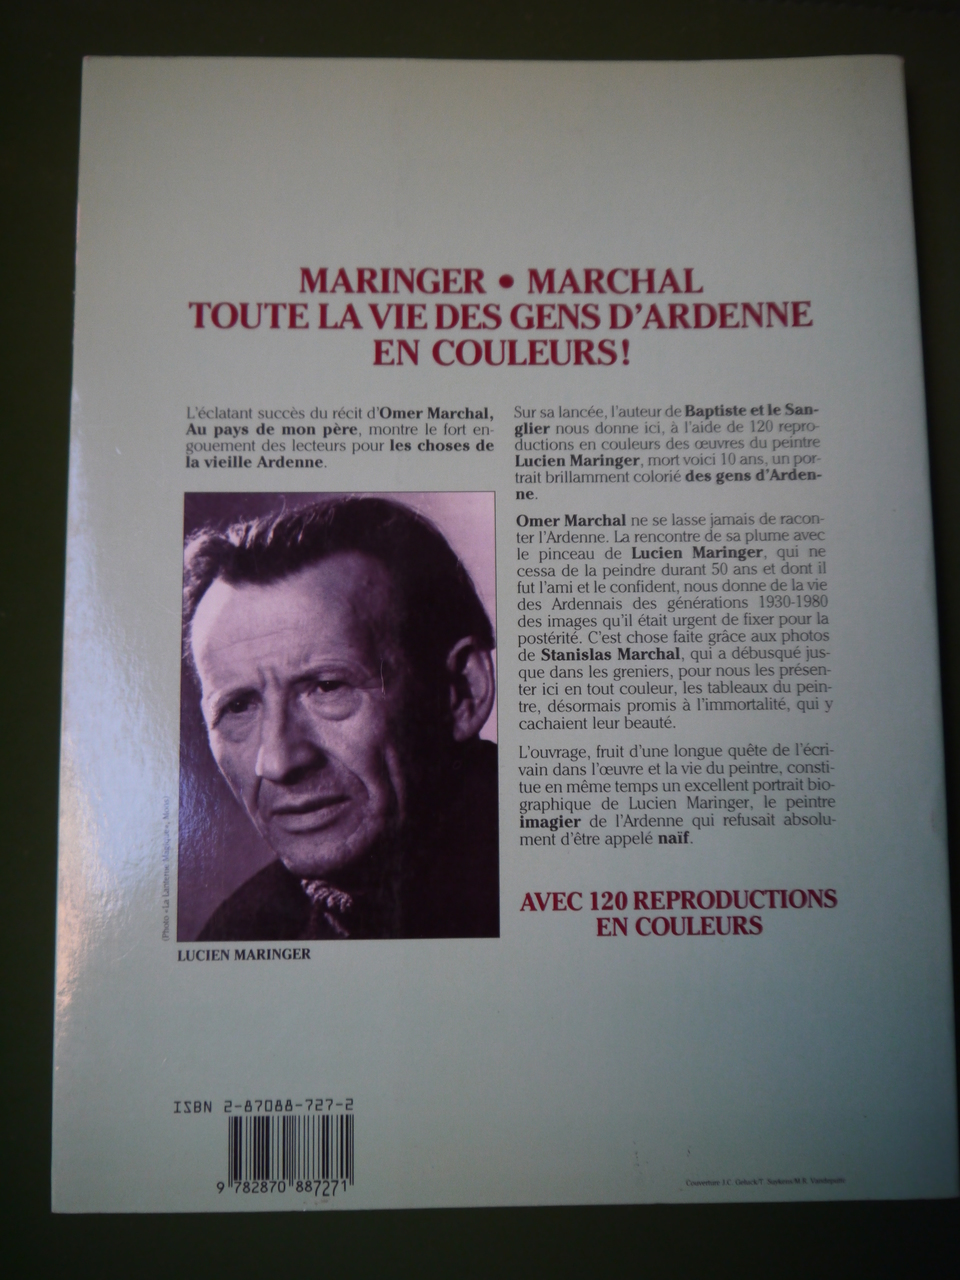 MARINGER • MARCHAL
TOUTE LA VIE DES GENS D'ARDENNE
EN COULEURS!
L'éclatant succès du récit d'Omer Marchal,
Au pays de mon père, montre le fort en-
gouement des lecteurs pour les choses de
la vieille Ardenne.
LUCIEN MARINGER
Sur sa lancée, l'auteur de Baptiste et le San-
glier nous donne ici, à l'aide de 120 repro-
ductions en couleurs des œuvres du peintre
Lucien Maringer, mort voici 10 ans, un por-
trait brillamment colorié des gens d'Arden-
ne.
Omer Marchal ne se lasse jamais de racon-
ter l'Ardenne. La rencontre de sa plume avec
le pinceau de Lucien Maringer, qui ne
cessa de la peindre durant 50 ans et dont il
fut l'ami et le confident, nous donne de la vie
des Ardennais des générations 1930-1980
des images qu'il était urgent de fixer pour la
postérité. C'est chose faite grâce aux photos
de Stanislas Marchal, qui a débusqué jus-
que dans les greniers, pour nous les présen-
ter ici en tout couleur, les tableaux du pein-
tre, désormais promis à l'immortalité, qui y
cachaient leur beauté.
L'ouvrage, fruit d'une longue quête de l'écri-
vain dans l'œuvre et la vie du peintre, consti-
tue en même temps un excellent portrait bio-
graphique de Lucien Maringer, le peintre
imagier de l'Ardenne qui refusait absolu-
ment d'être appelé naïf.
AVEC 120 REPRODUCTIONS
EN COULEURS
ISBN 2-87088-727-2
9 782870 887271
Couverture J.C.